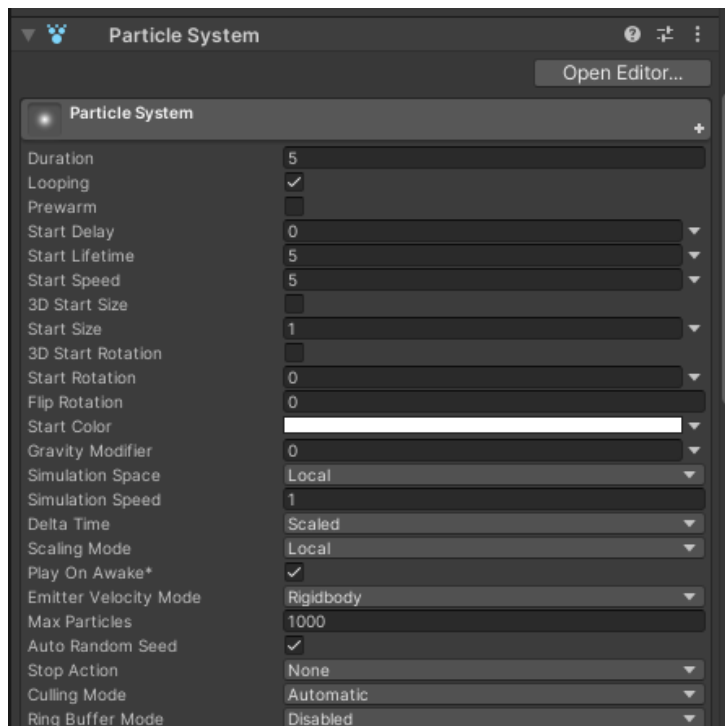 Particle System
Open Editor...
Particle System
Duration 5
Looping
Prewarm
Start Delay 0
Start Lifetime 5
Start Speed 5
3D Start Size
Start Size 1
3D Start Rotation
Start Rotation 0
Flip Rotation 0
Start Color
Gravity Modifier 0
Simulation Space Local
Simulation Speed 1
Delta Time Scaled
Scaling Mode Local
Play On Awake*
Emitter Velocity Mode Rigidbody
Max Particles 1000
Auto Random Seed
Stop Action None
Culling Mode Automatic
Ring Buffer Mode Disabled